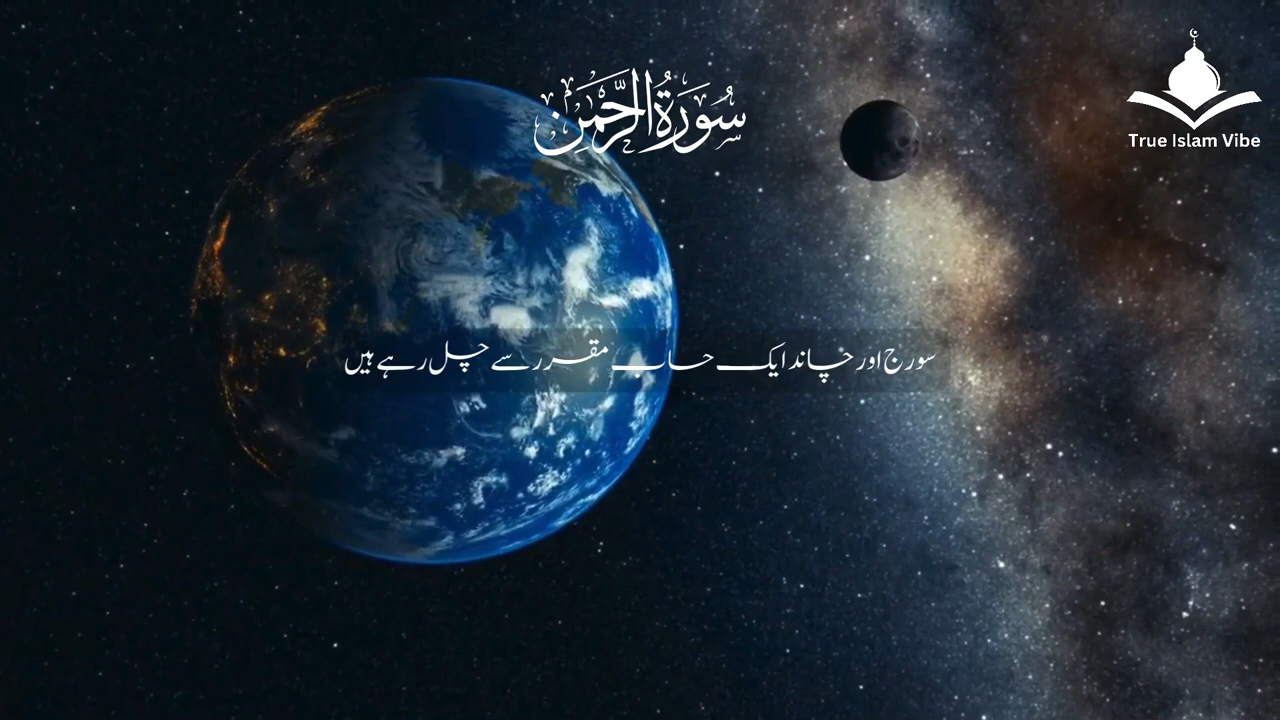 سُورَةُ الرَّحْمَٰن
True Islam Vibe
سورج اور چاند ایک حساب مقرر سے چل رہے ہیں